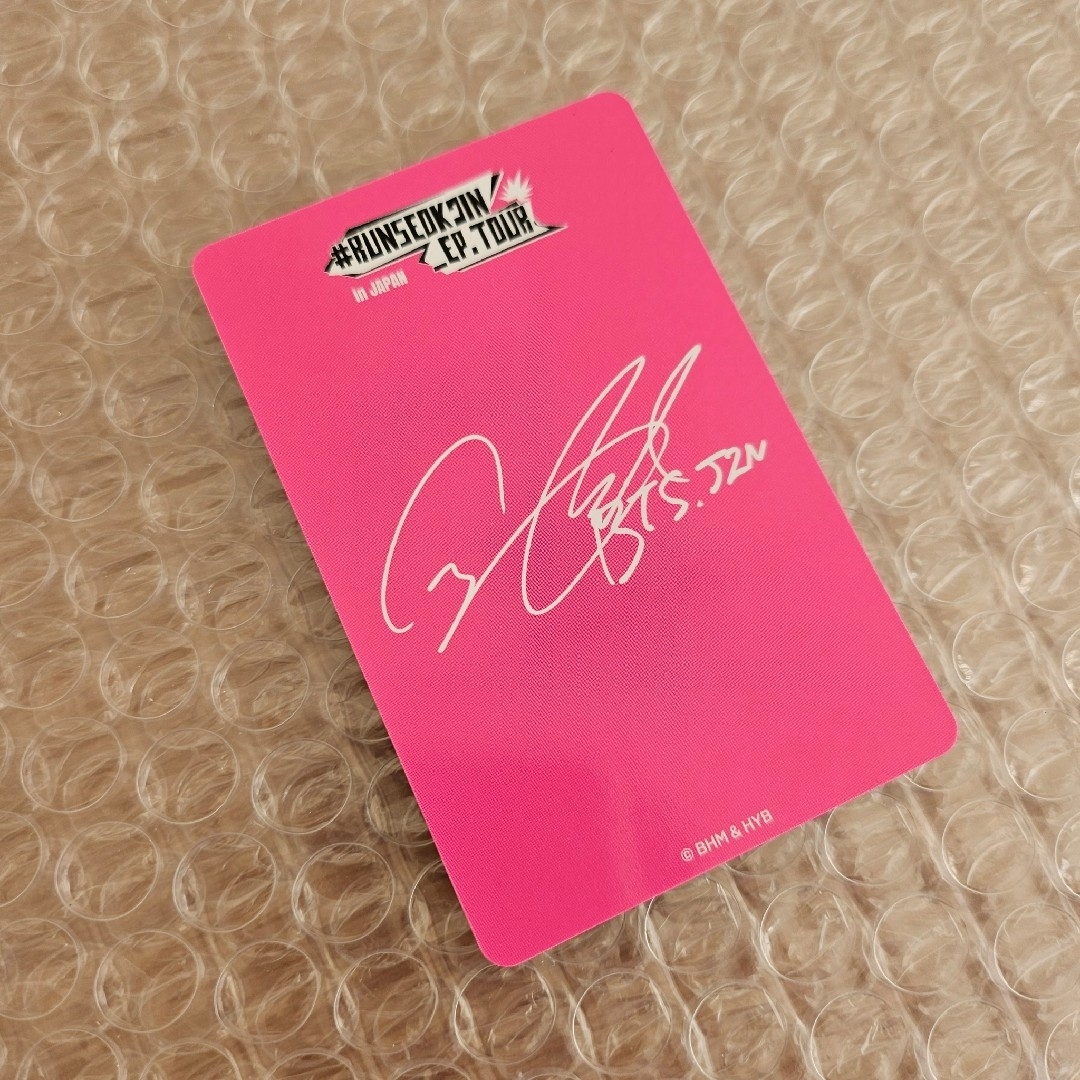 #RUNSEOKJIN
_EP.TOUR
in JAPAN
BTS.JIN
© BHM & HYB